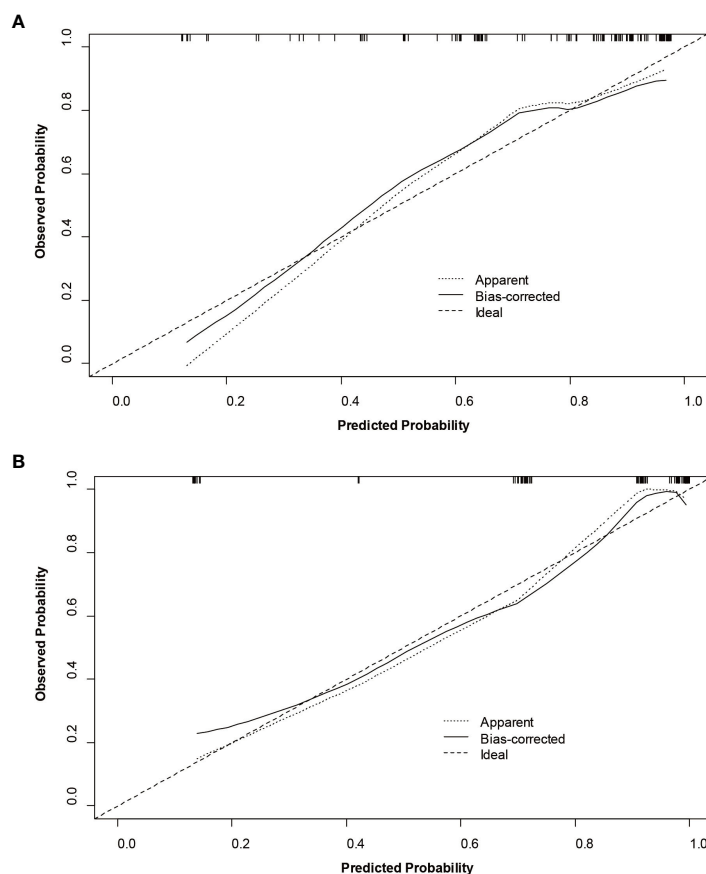 A
1.0
0.8
0.6
0.4
0.2
0.0
Observed Probability
Apparent
Bias-corrected
Ideal
0.0 0.2 0.4 0.6 0.8 1.0
Predicted Probability
B
1.0
0.8
0.6
0.4
0.2
0.0
Observed Probability
Apparent
Bias-corrected
Ideal
0.0 0.2 0.4 0.6 0.8 1.0
Predicted Probability